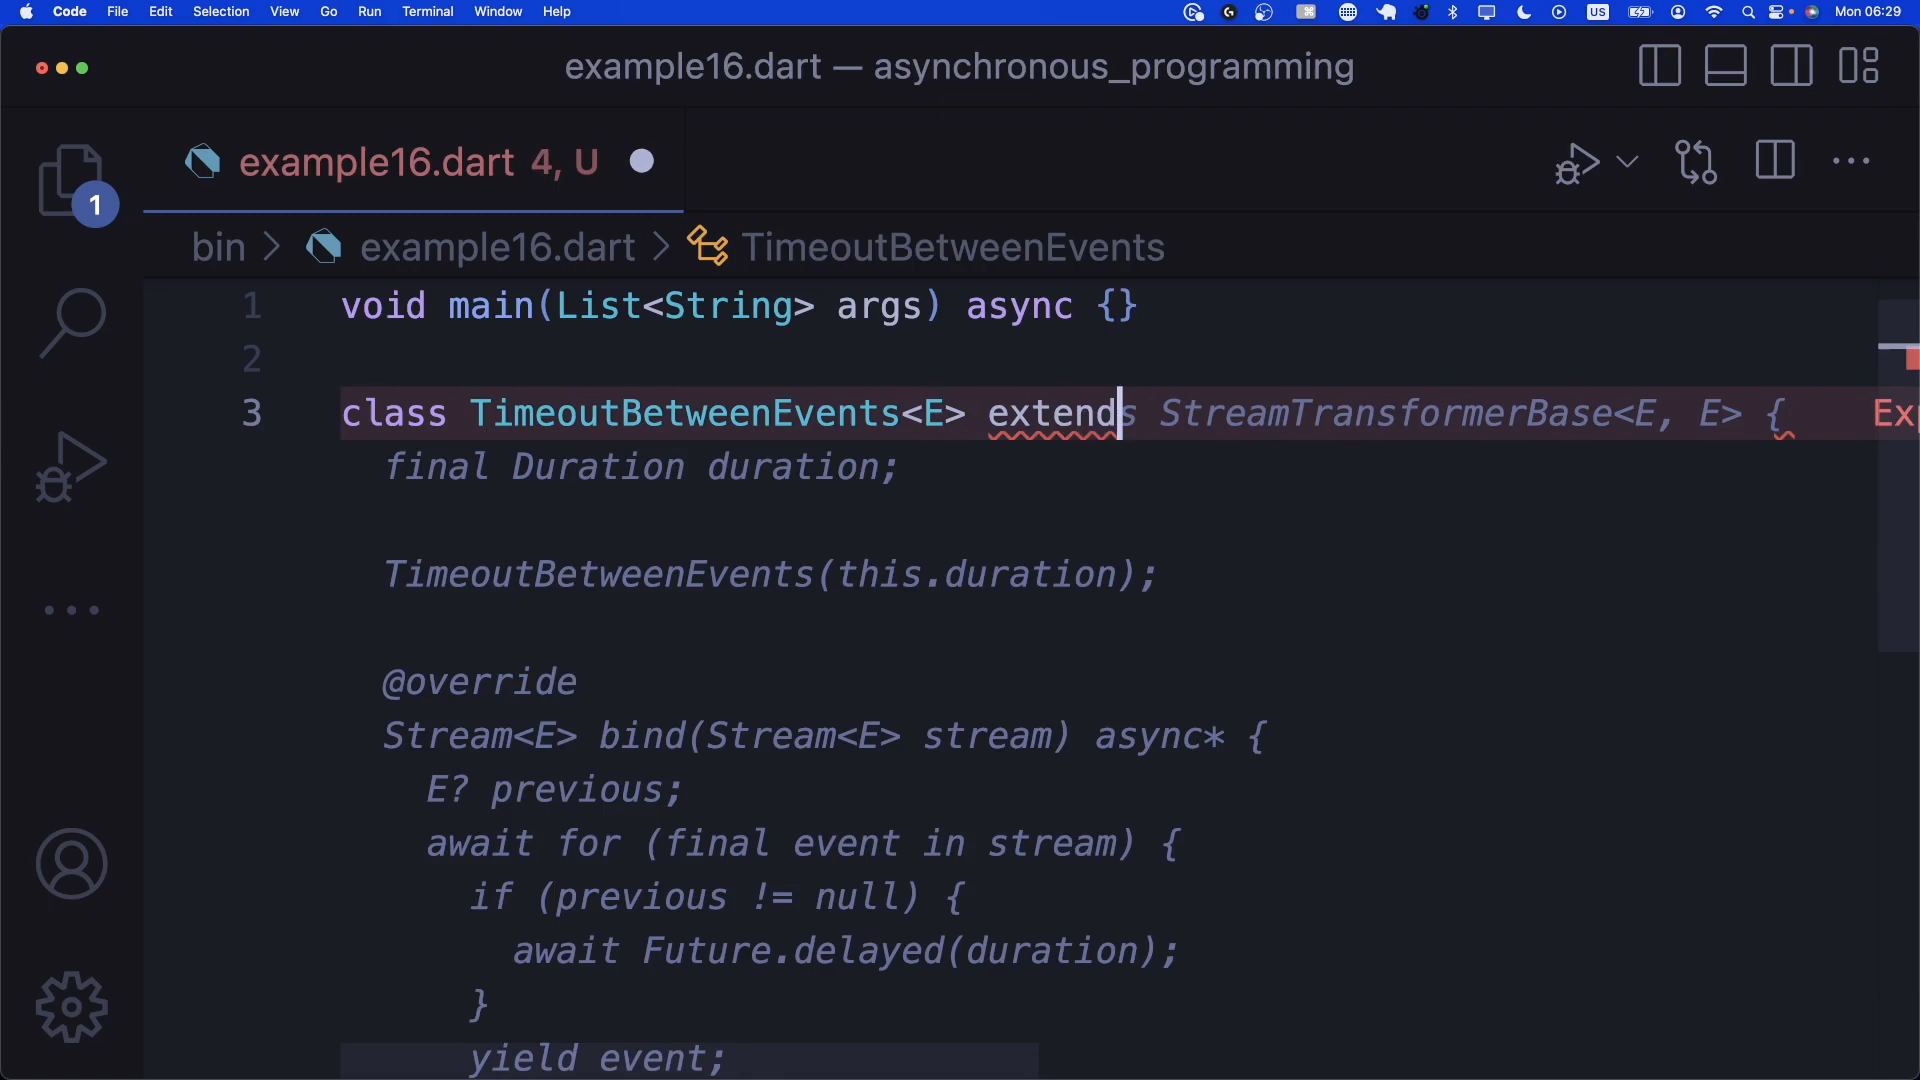 Code File Edit Selection View Go Run Terminal Window Help US Mon 06:29
example16.dart — asynchronous_programming
example16.dart 4, U
1
bin > example16.dart > TimeoutBetweenEvents
1 void main(List<String> args) async {}
2
3 class TimeoutBetweenEvents<E> extends StreamTransformerBase<E, E> { Ex
final Duration duration;
TimeoutBetweenEvents(this.duration);
@override
Stream<E> bind(Stream<E> stream) async* {
E? previous;
await for (final event in stream) {
if (previous != null) {
await Future.delayed(duration);
}
yield event;